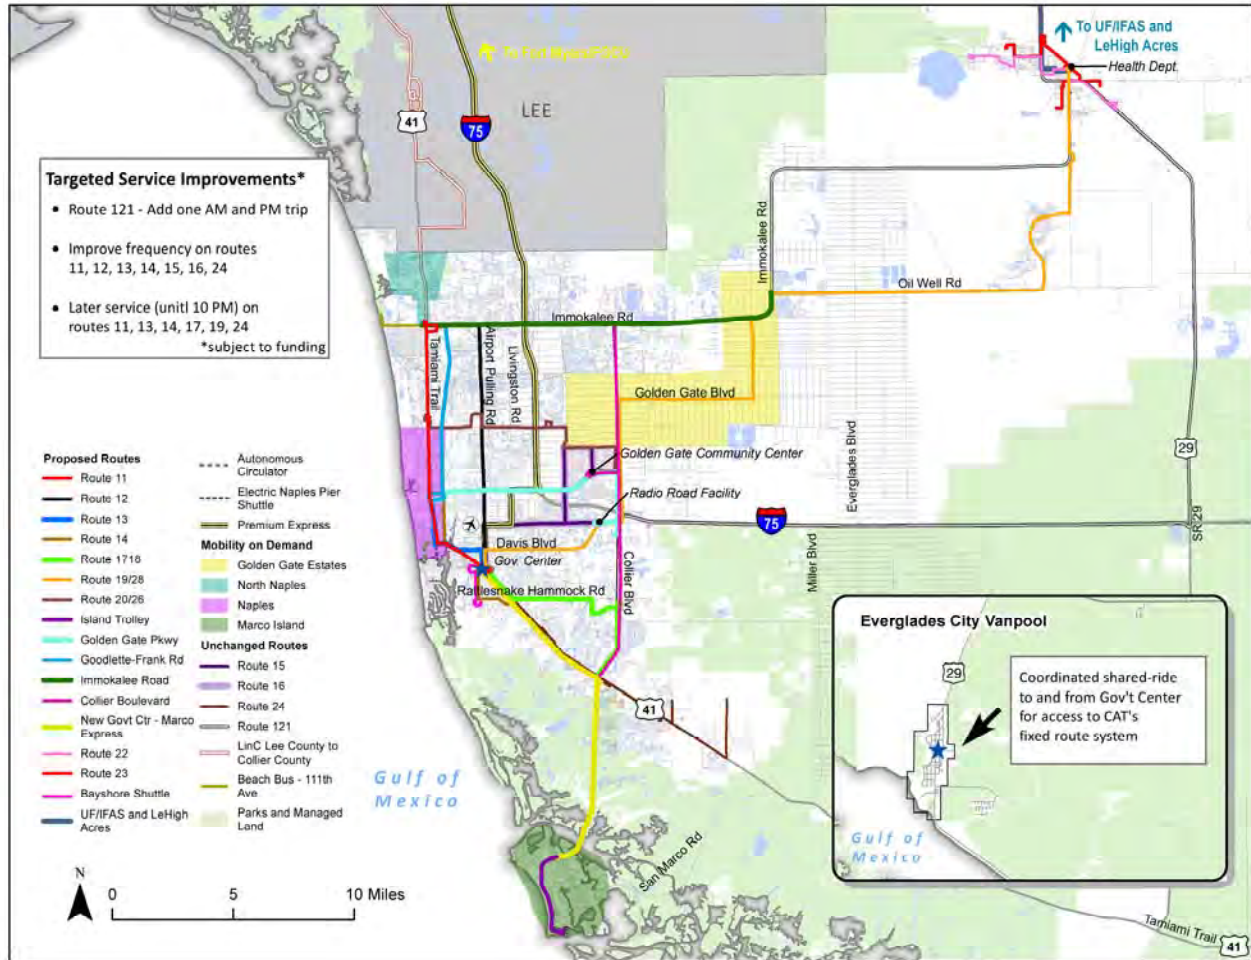 To UF/IFAS and
LeHigh Acres
Health Dept.
To Fort Myers/FGCU
LEE
41
75
Targeted Service Improvements*
• Route 121 - Add one AM and PM trip
• Improve frequency on routes
11, 12, 13, 14, 15, 16, 24
• Later service (unitl 10 PM) on
routes 11, 13, 14, 17, 19, 24
*subject to funding
Immokalee Rd
Oil Well Rd
Immokalee Rd
Tamiami Trail
Airport Pulling Rd
Livingston Rd
Golden Gate Blvd
Everglades Blvd
Golden Gate Community Center
Radio Road Facility
29
SR 29
75
Davis Blvd
Gov. Center
Collier Blvd
Miller Blvd
Rattlesnake Hammock Rd
41
Proposed Routes
Route 11
Route 12
Route 13
Route 14
Route 1718
Route 19/28
Route 20/26
Island Trolley
Golden Gate Pkwy
Goodlette-Frank Rd
Immokalee Road
Collier Boulevard
New Govt Ctr - Marco
Express
Route 22
Route 23
Bayshore Shuttle
UF/IFAS and LeHigh
Acres
Autonomous
Circulator
Electric Naples Pier
Shuttle
Premium Express
Mobility on Demand
Golden Gate Estates
North Naples
Naples
Marco Island
Unchanged Routes
Route 15
Route 16
Route 24
Route 121
LinC Lee County to
Collier County
Beach Bus - 111th
Ave
Parks and Managed
Land
Gulf of
Mexico
San Marco Rd
N
0 5 10 Miles
Everglades City Vanpool
29
Coordinated shared-ride
to and from Gov't Center
for access to CAT's
fixed route system
Gulf of
Mexico
Tamiami Trail
41